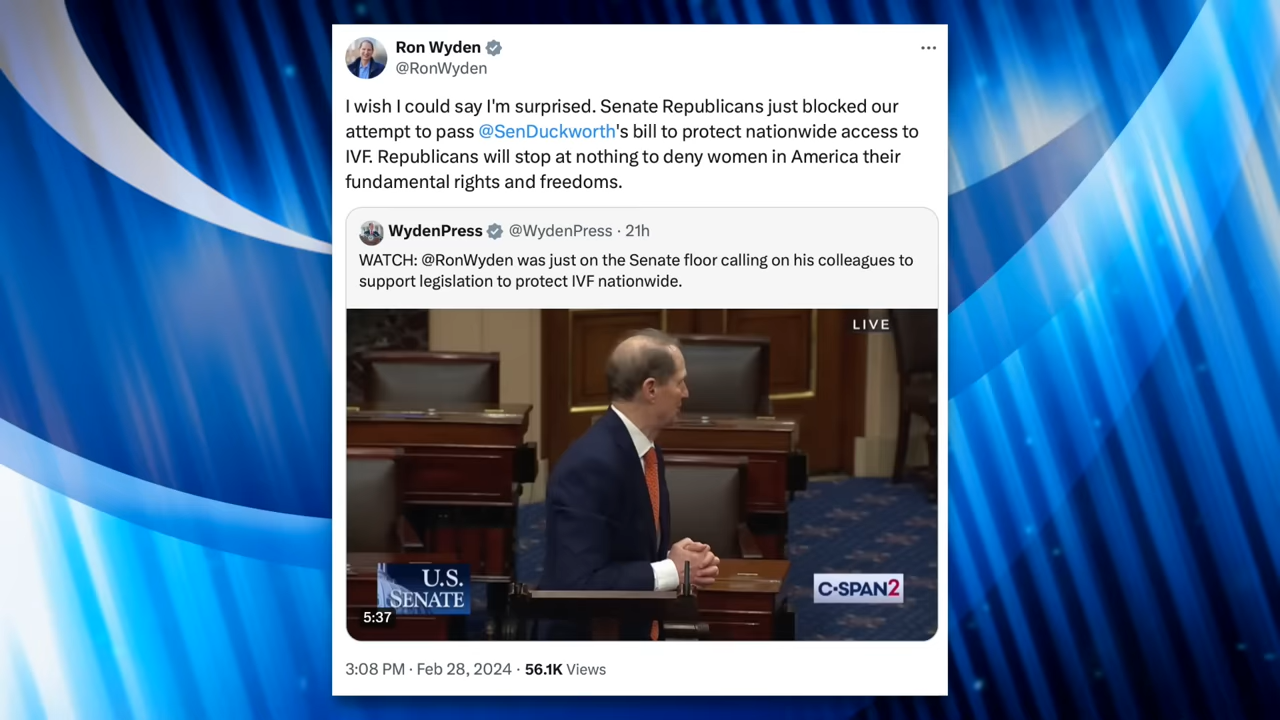 Ron Wyden
@RonWyden
I wish I could say I'm surprised. Senate Republicans just blocked our
attempt to pass @SenDuckworth's bill to protect nationwide access to
IVF. Republicans will stop at nothing to deny women in America their
fundamental rights and freedoms.
WydenPress @WydenPress · 21h
WATCH: @RonWyden was just on the Senate floor calling on his colleagues to
support legislation to protect IVF nationwide.
LIVE
U.S.
SENATE
C-SPAN2
5:37
3:08 PM · Feb 28, 2024 · 56.1K Views